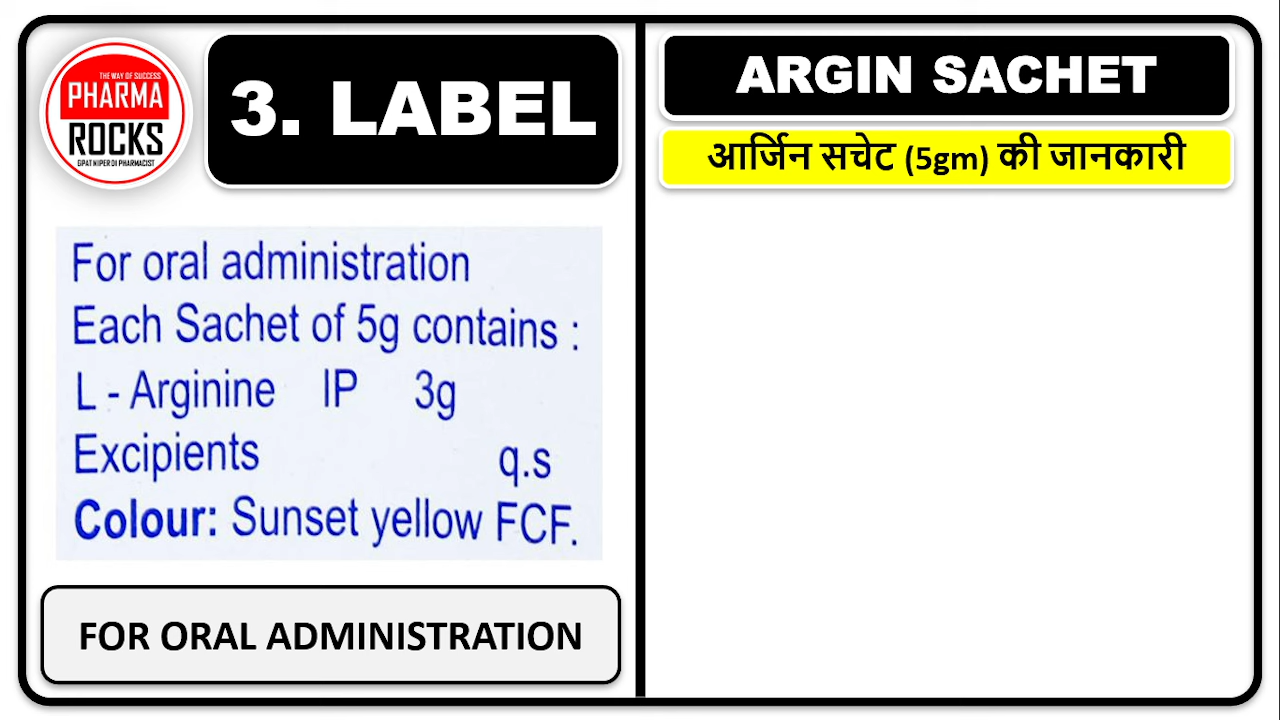 THE WAY OF SUCCESS
PHARMA
ROCKS
GPAT NIPER DI PHARMACIST
3. LABEL
For oral administration
Each Sachet of 5g contains :
L - Arginine IP 3g
Excipients q.s
Colour: Sunset yellow FCF.
FOR ORAL ADMINISTRATION
ARGIN SACHET
आर्जिन सचेट (5gm) की जानकारी